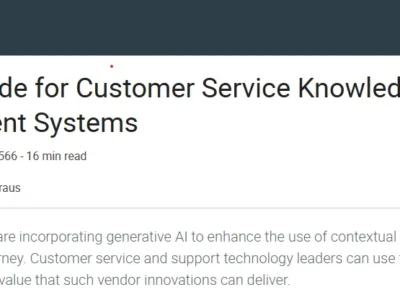 de for Customer Service Knowled
ent Systems
566 - 16 min read
raus
are incorporating generative AI to enhance the use of contextual
rney. Customer service and support technology leaders can use
value that such vendor innovations can deliver.